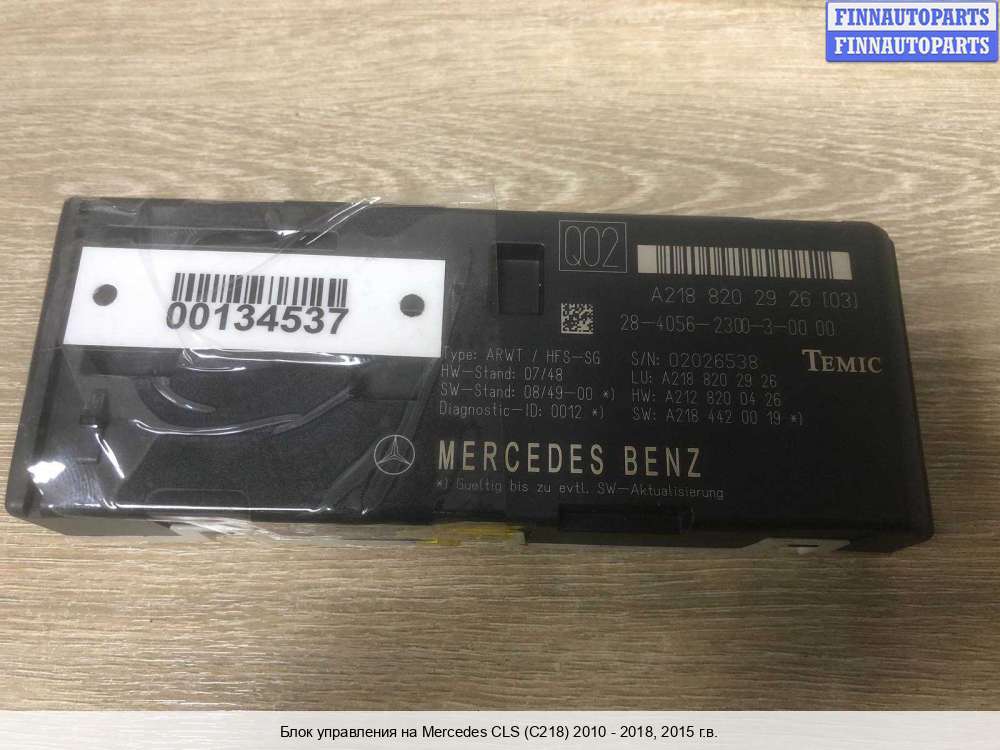 FINNAUTOPARTS
FINNAUTOPARTS
Q02
A218 820 29 26 [03]
28-4056-2300-3-00 00
00134537
TEMIC
Type: ARWT / HFS-SG
HW-Stand: 07/48
SW-Stand: 08/49-00 *)
Diagnostic-ID: 0012 *)
S/N: 02026538
LU: A218 820 29 26
HW: A212 820 04 26
SW: A218 442 00 19 *)
MERCEDES BENZ
*) Gueltig bis zu evtl. SW-Aktualisierung
Блок управления на Mercedes CLS (C218) 2010 - 2018, 2015 г.в.